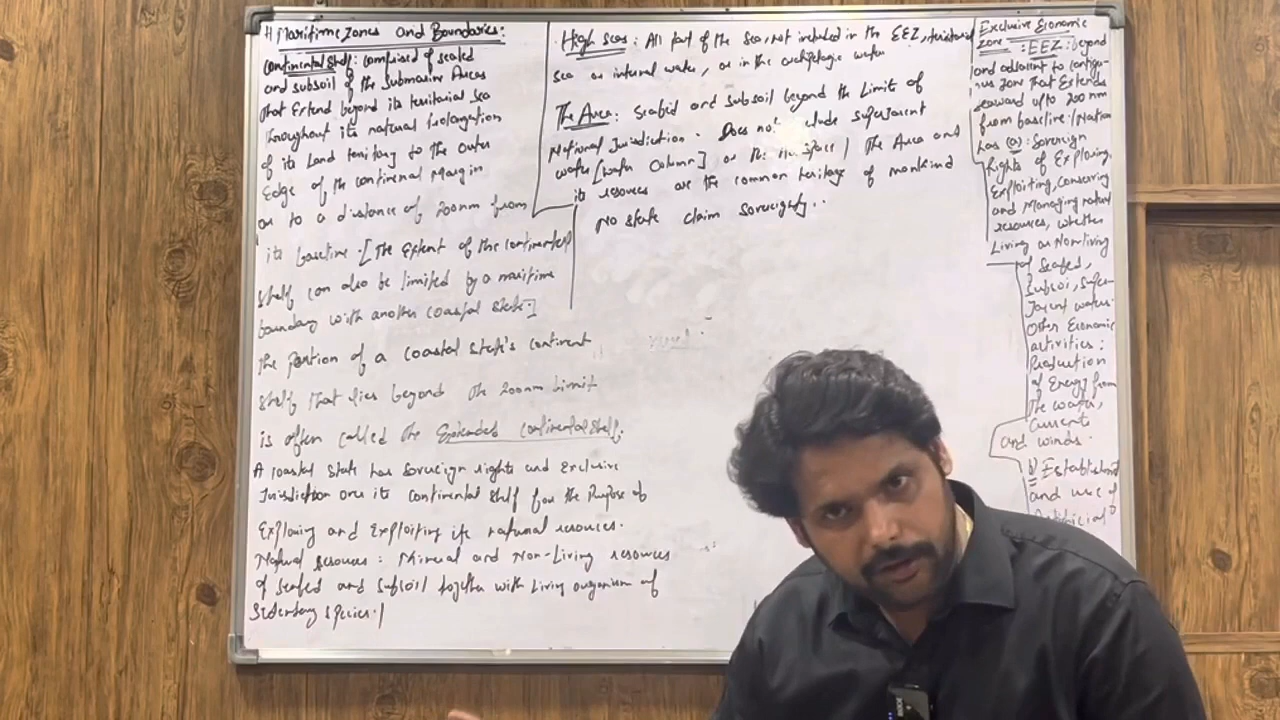 # Maritime Zones and Boundaries:
Continental Shelf: comprised of seabed
and subsoil of the Submarine Areas
that Extend beyond its territorial Sea
throughout its natural prolongation
of its Land territory to the outer
Edge of the continental Margin
or to a distance of 200nm from
its baseline. [The Extent of the continental
shelf can also be limited by a maritime
boundary with another coastal state.]
The portion of a coastal state's continent
shelf that lies beyond the 200nm Limit
is often called the Extended Continental Shelf.
A coastal state has sovereign rights and Exclusive
Jurisdiction over its continental shelf for the Purpose of
Exploring and Exploiting its natural resources.
Natural resources: Mineral and Non-Living resources
of seabed and subsoil together with Living organism of
Sedentary species.
High Seas: All part of the Sea, not included in the EEZ, territorial
sea or internal water, or in the archipelagic water
The Area: Seabed and subsoil beyond the Limits of
National Jurisdiction. Does not include superjacent
water [water Column] or the Air space / The Area and
its resources are the common heritage of mankind
No state claim sovereignty..
Exclusive Economic
Zone: EEZ: beyond
and adjacent to contigu-
us zone that Extends
seaward upto 200 nm
from baseline: / Nation
has (a): Sovereign
rights of Exploring,
Exploiting, Conserving
and Managing natural
resources, whether
Living or Nonliving
of Seabed,
Subsoi, super-
Jacent waters.
Other Economic
activities:
Production
of Energy from
the water,
Current
and winds.
b) Establishment
and use of
Artificial